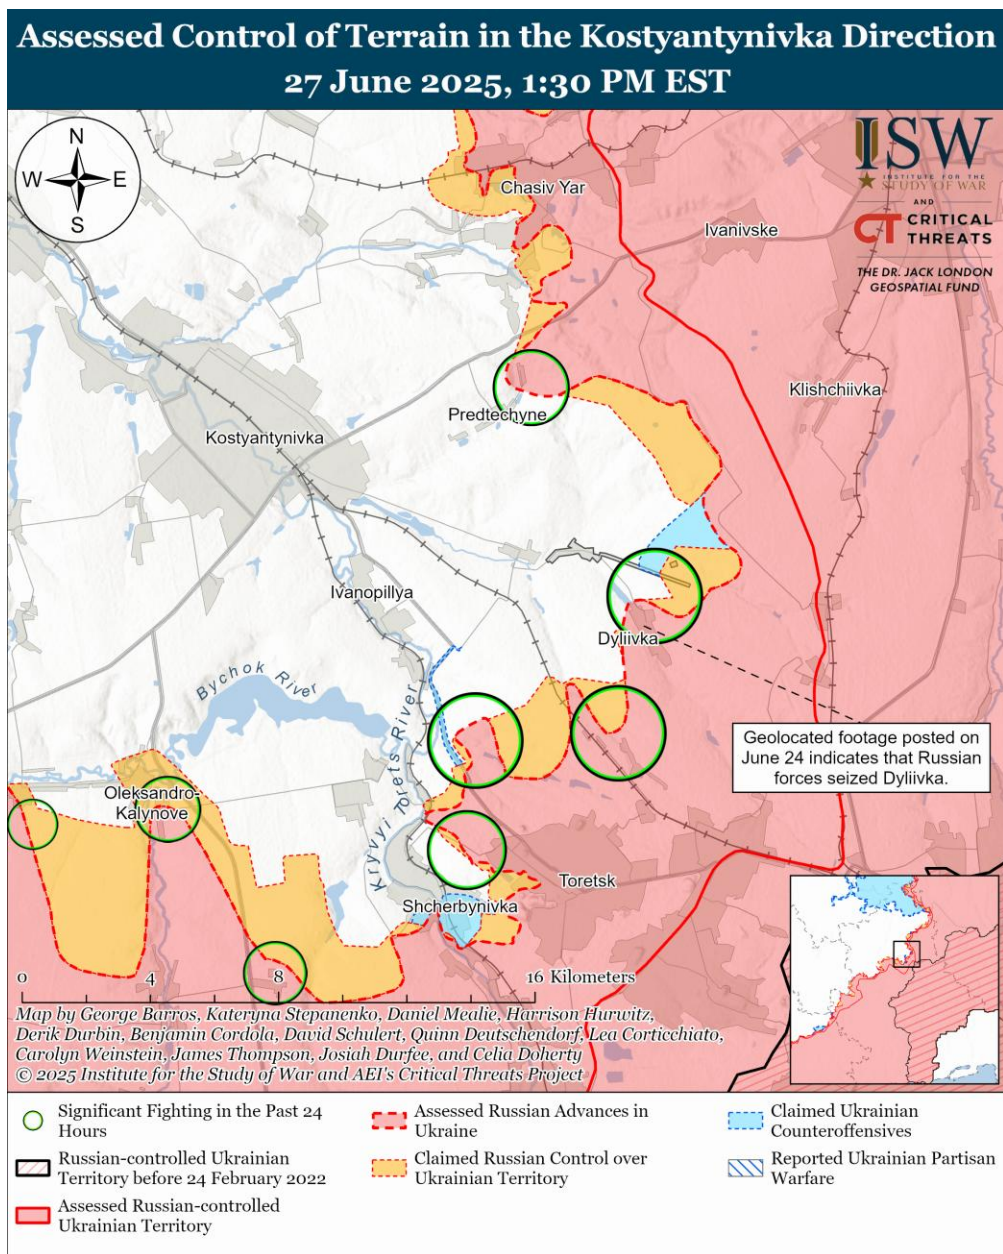 Assessed Control of Terrain in the Kostyantynivka Direction
27 June 2025, 1:30 PM EST
N
W E
S
ISW
INSTITUTE FOR THE
STUDY OF WAR
AND
CT CRITICAL
THREATS
THE DR. JACK LONDON
GEOSPATIAL FUND
Chasiv Yar
Ivanivske
Klishchiivka
Predtechyne
Kostyantynivka
Ivanopillya
Dyliivka
Bychok River
Kryvyi Torets River
Geolocated footage posted on
June 24 indicates that Russian
forces seized Dyliivka.
Oleksandro-
Kalynove
Toretsk
Shcherbynivka
0 4 8 16 Kilometers
Map by George Barros, Kateryna Stepanenko, Daniel Mealie, Harrison Hurwitz,
Derik Durbin, Benjamin Cordola, David Schulert, Quinn Deutschendorf, Lea Corticchiato,
Carolyn Weinstein, James Thompson, Josiah Durfee, and Celia Doherty
© 2025 Institute for the Study of War and AEI's Critical Threats Project
Significant Fighting in the Past 24
Hours
Russian-controlled Ukrainian
Territory before 24 February 2022
Assessed Russian-controlled
Ukrainian Territory
Assessed Russian Advances in
Ukraine
Claimed Russian Control over
Ukrainian Territory
Claimed Ukrainian
Counteroffensives
Reported Ukrainian Partisan
Warfare